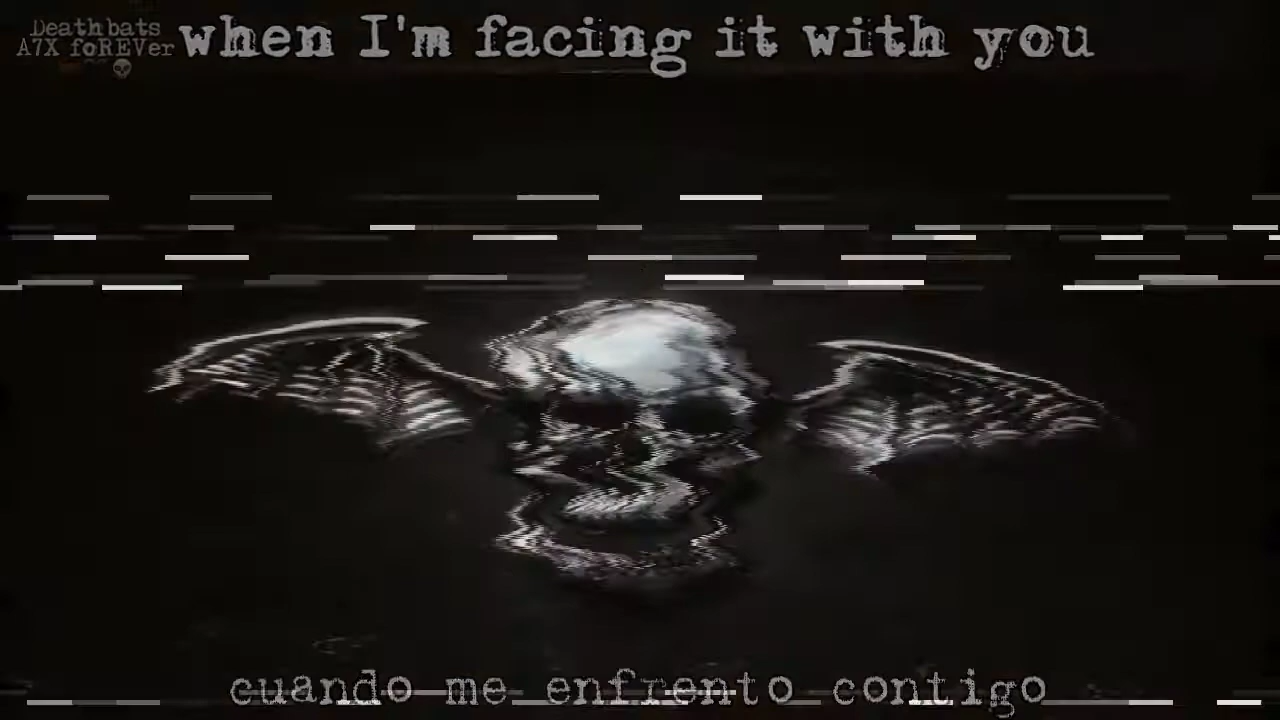 Deathbats
A7X foREVer
when I'm facing it with you
cuando me enfrento contigo